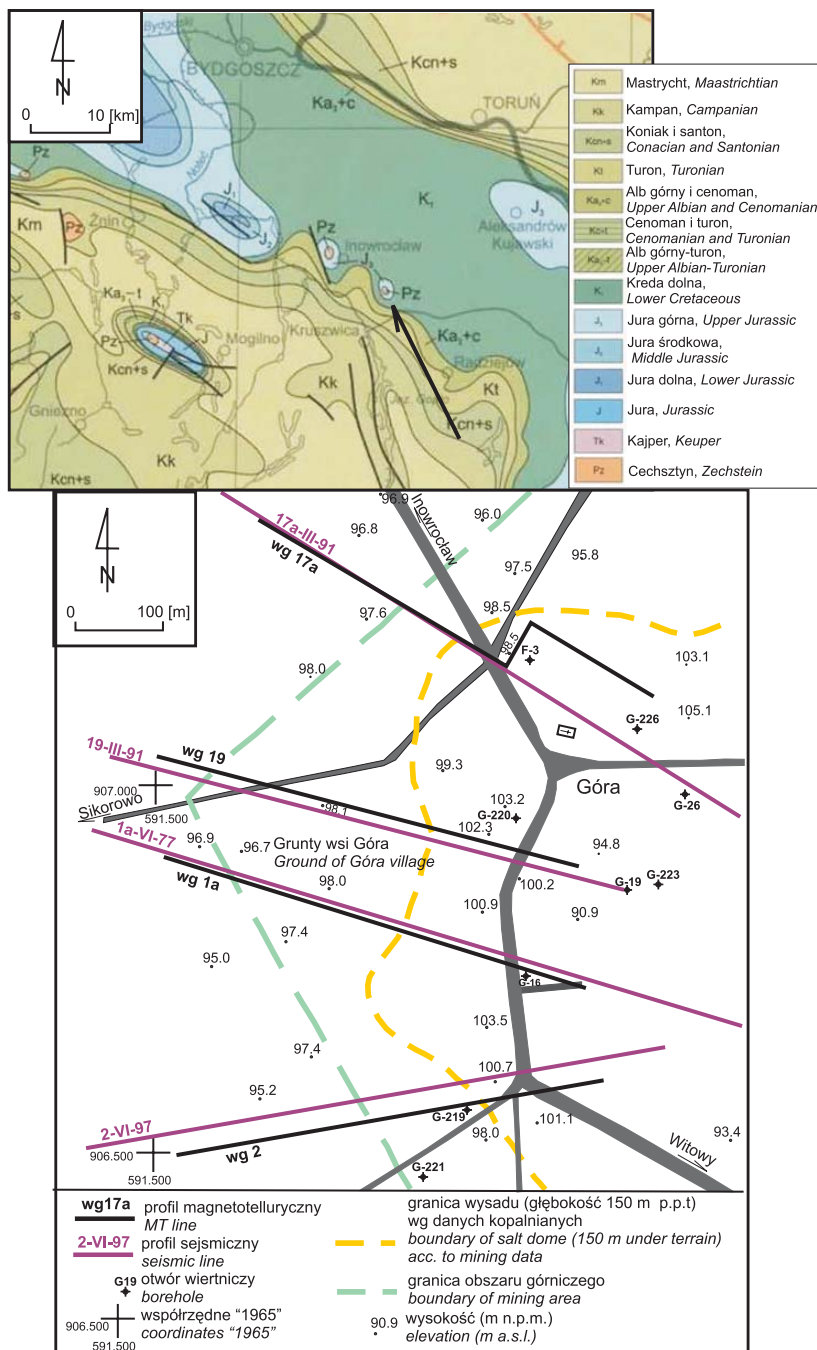 N
0 10 [km]
Bydgoski
BYDGOSZCZ
Kcn+s
Ka₃+c
TORUŃ
Pz
Noteć
K₁
J₃
Aleksandrów
Kujawski
Km
Żnin
Pz
J₂
Pz
Inowrocław
J₃
Pz
Ka₃–t
K₁
Tk
Pz
J
Mogilno
Kruszwica
Ka₃+c
Radziejów
Kcn+s
Kk
Jez. Gopło
Kt
Kcn+s
Gniezno
Kk
Kcn+s
Km Mastrycht, Maastrichtian
Kk Kampan, Campanian
Kcn+s Koniak i santon,
Conacian and Santonian
Kt Turon, Turonian
Ka₃+c Alb górny i cenoman,
Upper Albian and Cenomanian
Kc+t Cenoman i turon,
Cenomanian and Turonian
Ka₃-t Alb górny-turon,
Upper Albian-Turonian
K₁ Kreda dolna,
Lower Cretaceous
J₃ Jura górna, Upper Jurassic
J₂ Jura środkowa,
Middle Jurassic
J₁ Jura dolna, Lower Jurassic
J Jura, Jurassic
Tk Kajper, Keuper
Pz Cechsztyn, Zechstein
N
0 100 [m]
96.9
Inowrocław
96.0
96.8
17a-III-91
wg 17a
95.8
97.5
98.5
97.6
98.5
F-3
103.1
98.0
105.1
G-226
19-III-91
wg 19
99.3
Góra
907.000
591.500
Sikorowo
98.1
103.2
G-220
G-26
1a-VI-77
102.3
96.9
96.7
Grunty wsi Góra
Ground of Góra village
94.8
wg 1a
98.0
100.2
G-19
G-223
100.9
90.9
97.4
95.0
G-16
103.5
97.4
100.7
95.2
G-219
101.1
2-VI-97
wg 2
98.0
93.4
906.500
591.500
G-221
Witowy
wg17a profil magnetotelluryczny
MT line
2-VI-97 profil sejsmiczny
seismic line
G19 otwór wiertniczy
borehole
906.500 współrzędne “1965”
591.500 coordinates “1965”
granica wysadu (głębokość 150 m p.p.t)
wg danych kopalnianych
boundary of salt dome (150 m under terrain)
acc. to mining data
granica obszaru górniczego
boundary of mining area
90.9 wysokość (m n.p.m.)
elevation (m a.s.l.)